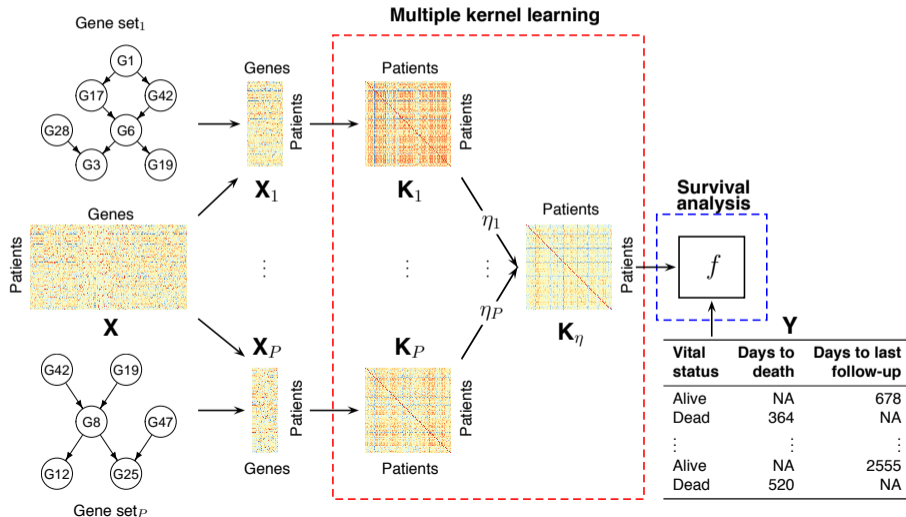 Multiple kernel learning
Gene set1
G1
G17
G42
G28
G6
G3
G19
Genes
Patients
X1
Patients
Patients
K1
Genes
Patients
X
η1
ηP
Patients
Patients
Kη
Survival
analysis
f
XP
Patients
Genes
KP
Patients
Patients
G42
G19
G8
G47
G12
G25
Gene setP
Y
Vital status Days to death Days to last follow-up
Alive NA 678
Dead 364 NA
⋮ ⋮ ⋮
Alive NA 2555
Dead 520 NA